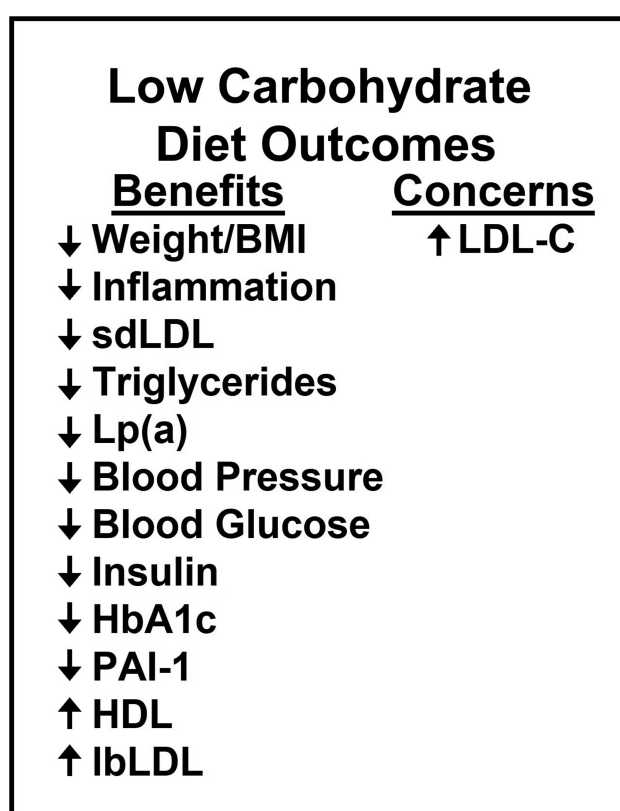 Low Carbohydrate
Diet Outcomes
Benefits Concerns
↓ Weight/BMI ↑ LDL-C
↓ Inflammation
↓ sdLDL
↓ Triglycerides
↓ Lp(a)
↓ Blood Pressure
↓ Blood Glucose
↓ Insulin
↓ HbA1c
↓ PAI-1
↑ HDL
↑ lbLDL